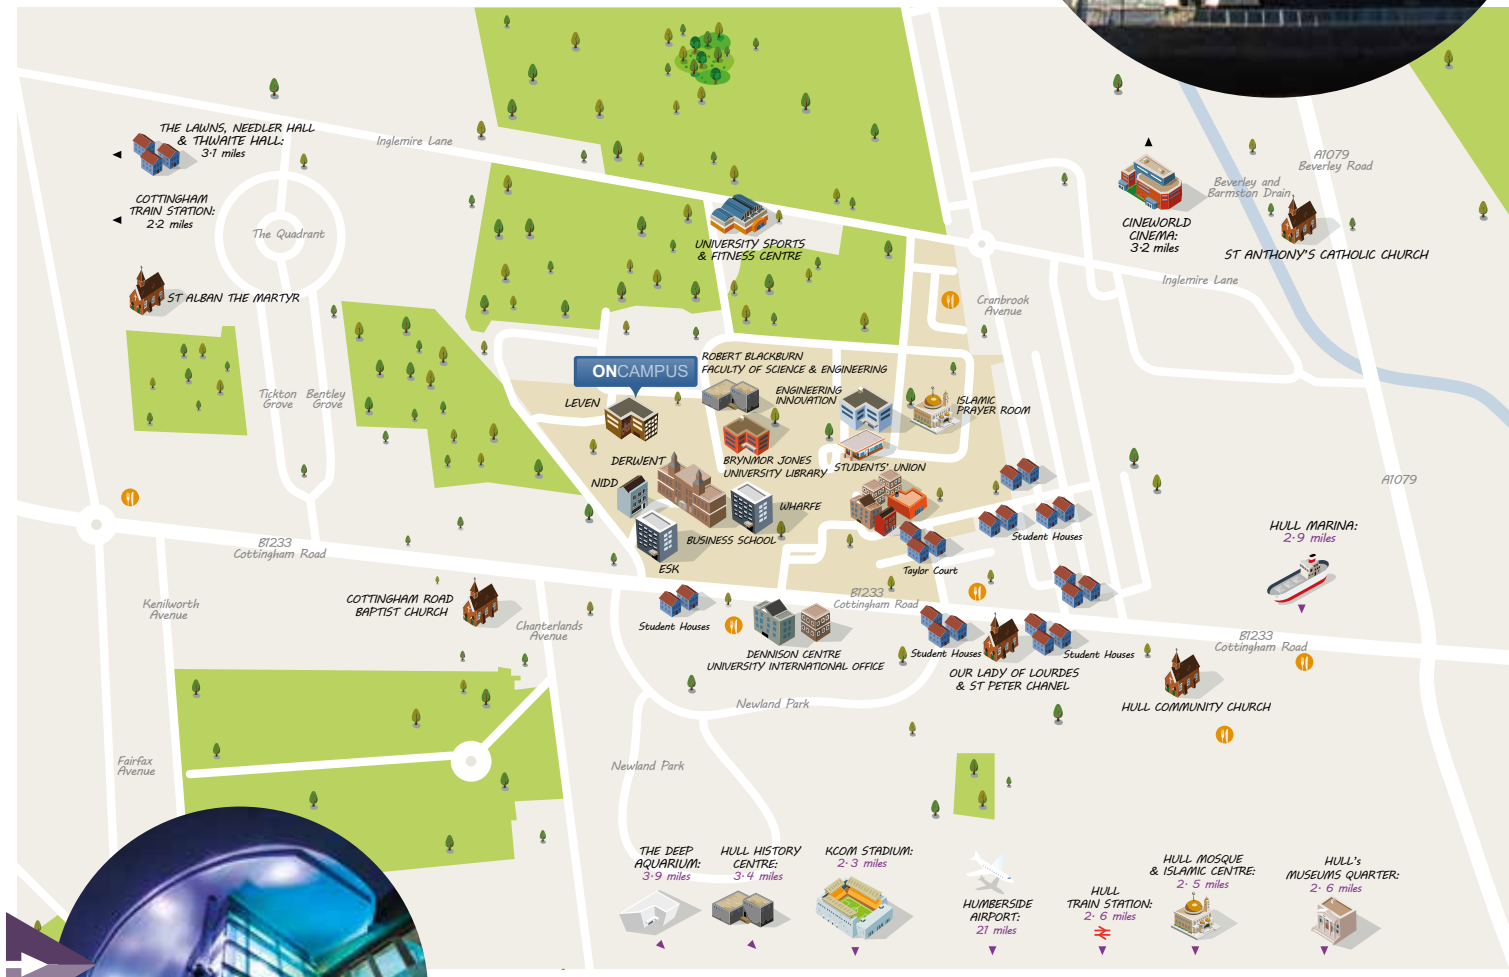 THE LAWNS, NEEDLER HALL
& THWAITE HALL:
3·1 miles
Inglemire Lane
A1079
Beverley Road
Beverley and
Barmston Drain
COTTINGHAM
TRAIN STATION:
2·2 miles
The Quadrant
UNIVERSITY SPORTS
& FITNESS CENTRE
CINEWORLD
CINEMA:
3·2 miles
ST ANTHONY'S CATHOLIC CHURCH
Inglemire Lane
ST ALBAN THE MARTYR
Cranbrook
Avenue
ONCAMPUS
ROBERT BLACKBURN
FACULTY OF SCIENCE & ENGINEERING
Tickton
Grove
Bentley
Grove
LEVEN
ENGINEERING
INNOVATION
ISLAMIC
PRAYER ROOM
DERWENT
BRYNMOR JONES
UNIVERSITY LIBRARY
STUDENTS' UNION
NIDD
WHARFE
A1079
BUSINESS SCHOOL
ESK
Student Houses
Taylor Court
HULL MARINA:
2·9 miles
B1233
Cottingham Road
Kenilworth
Avenue
COTTINGHAM ROAD
BAPTIST CHURCH
Chanterlands
Avenue
Student Houses
B1233
Cottingham Road
DENNISON CENTRE
UNIVERSITY INTERNATIONAL OFFICE
Student Houses
Student Houses
OUR LADY OF LOURDES
& ST PETER CHANEL
B1233
Cottingham Road
HULL COMMUNITY CHURCH
Newland Park
Newland Park
Fairfax
Avenue
THE DEEP
AQUARIUM:
3·9 miles
HULL HISTORY
CENTRE:
3·4 miles
KCOM STADIUM:
2·3 miles
HUMBERSIDE
AIRPORT:
21 miles
HULL
TRAIN STATION:
2·6 miles
HULL MOSQUE
& ISLAMIC CENTRE:
2·5 miles
HULL's
MUSEUMS QUARTER:
2·6 miles